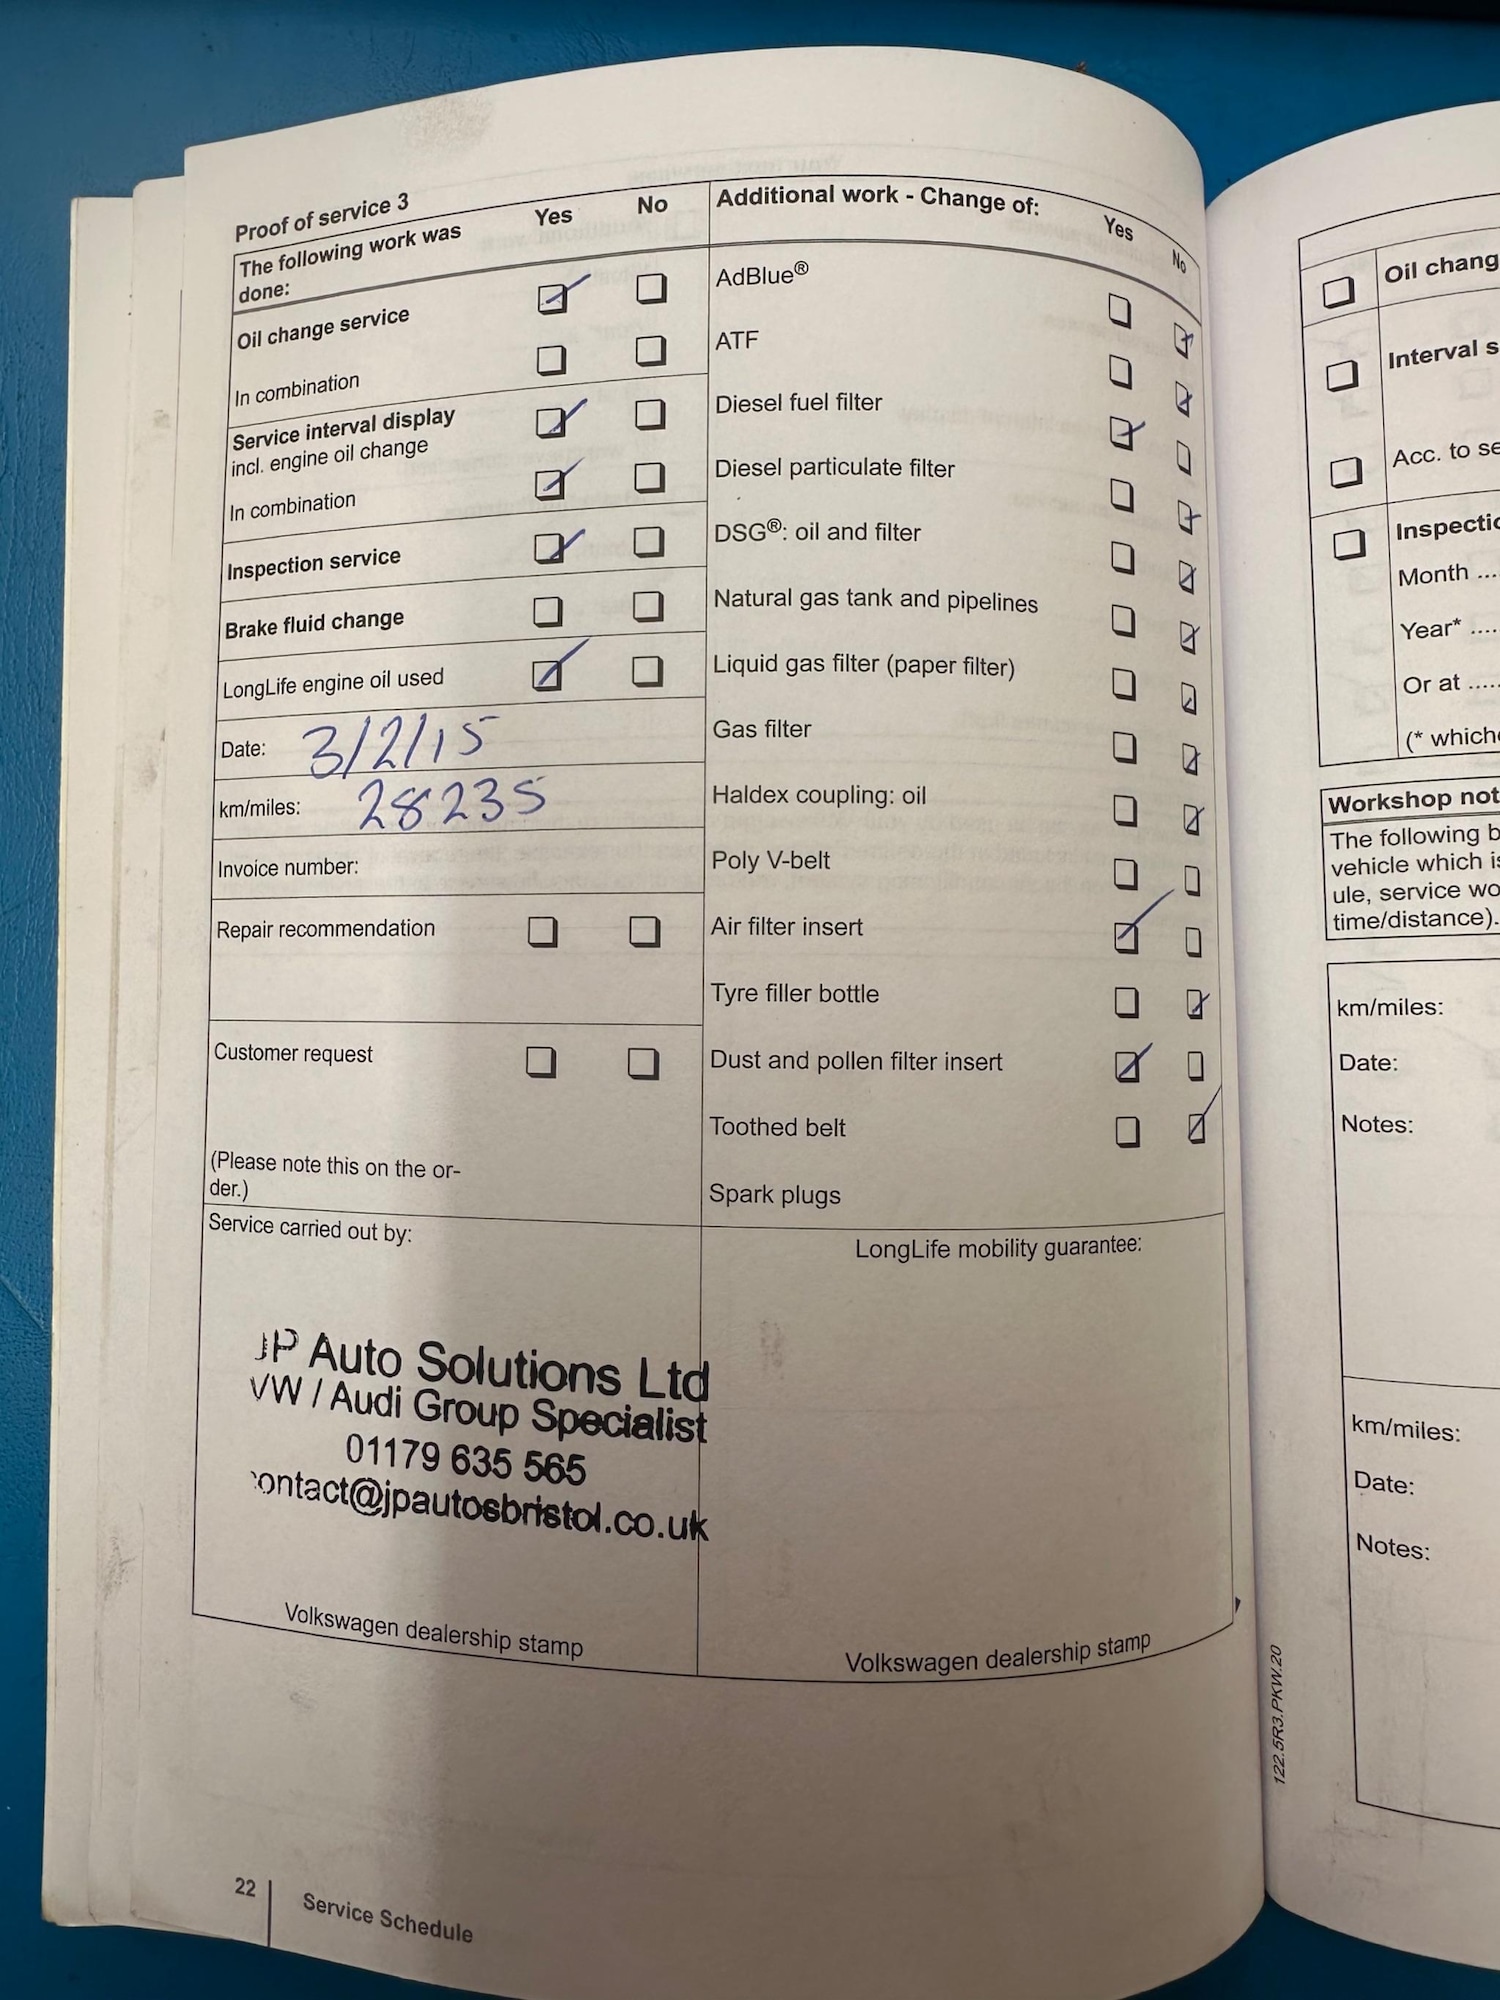 Proof of service 3
The following work was
done:
Yes No
Oil change service
In combination
Service interval display
incl. engine oil change
In combination
Inspection service
Brake fluid change
LongLife engine oil used
Date: 3/2/15
km/miles: 28235
Invoice number:
Repair recommendation
Customer request
(Please note this on the or-
der.)
Service carried out by:
JP Auto Solutions Ltd
VW / Audi Group Specialist
01179 635 565
contact@jpautosbristol.co.uk
Volkswagen dealership stamp
Additional work - Change of:
Yes No
AdBlue®
ATF
Diesel fuel filter
Diesel particulate filter
DSG®: oil and filter
Natural gas tank and pipelines
Liquid gas filter (paper filter)
Gas filter
Haldex coupling: oil
Poly V-belt
Air filter insert
Tyre filler bottle
Dust and pollen filter insert
Toothed belt
Spark plugs
LongLife mobility guarantee:
Volkswagen dealership stamp
22 Service Schedule
122.5R3.PKW.20
Oil chang
Interval s
Acc. to se
Inspectio
Month ....
Year* ....
Or at .....
(* which
Workshop not
The following b
vehicle which is
ule, service wo
time/distance).
km/miles:
Date:
Notes:
km/miles:
Date:
Notes: